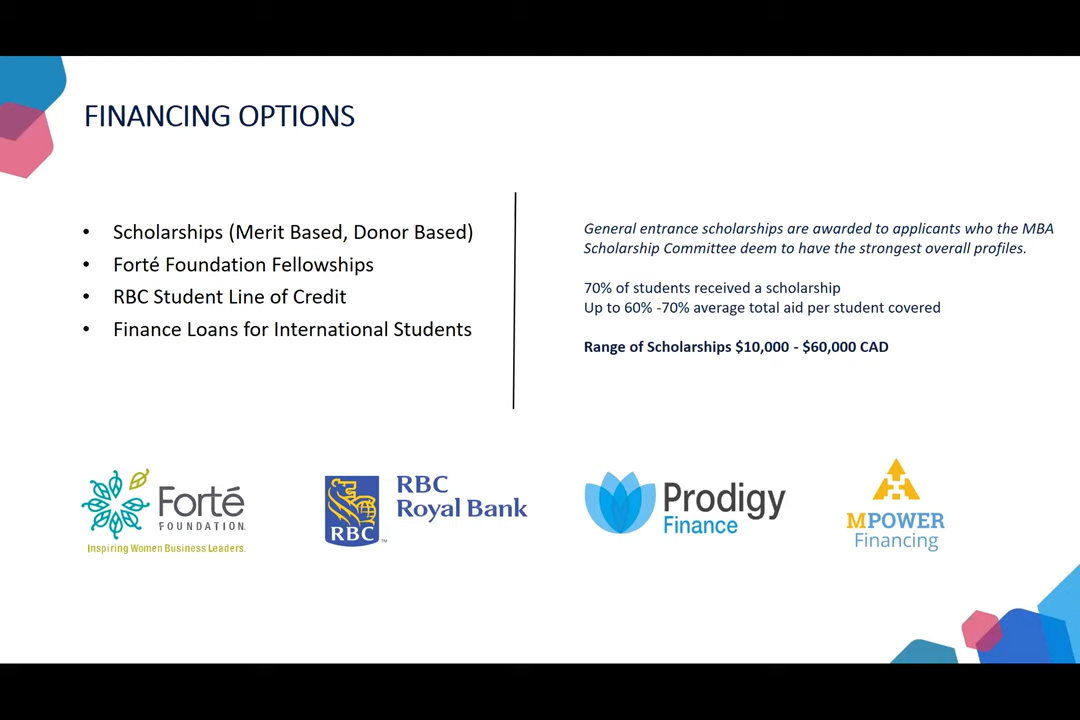 FINANCING OPTIONS
• Scholarships (Merit Based, Donor Based)
• Forté Foundation Fellowships
• RBC Student Line of Credit
• Finance Loans for International Students
General entrance scholarships are awarded to applicants who the MBA
Scholarship Committee deem to have the strongest overall profiles.
70% of students received a scholarship
Up to 60% -70% average total aid per student covered
Range of Scholarships $10,000 - $60,000 CAD
Forté
FOUNDATION.
Inspiring Women Business Leaders.
RBC
RBC
Royal Bank
™
Prodigy
Finance
MPOWER
Financing